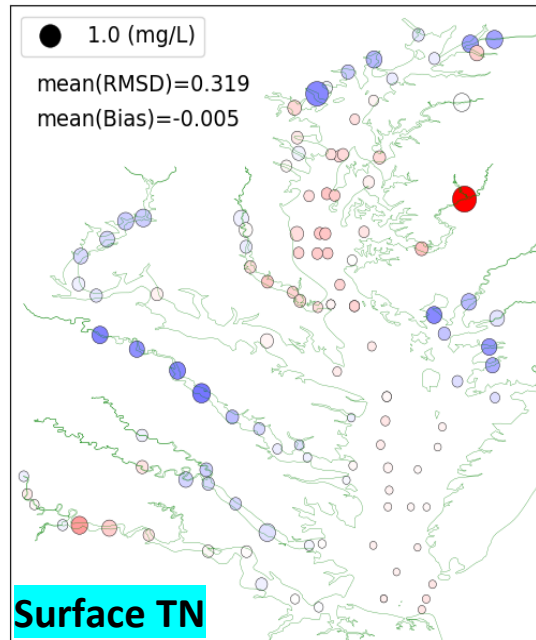 1.0 (mg/L)
mean(RMSD)=0.319
mean(Bias)=-0.005
Surface TN